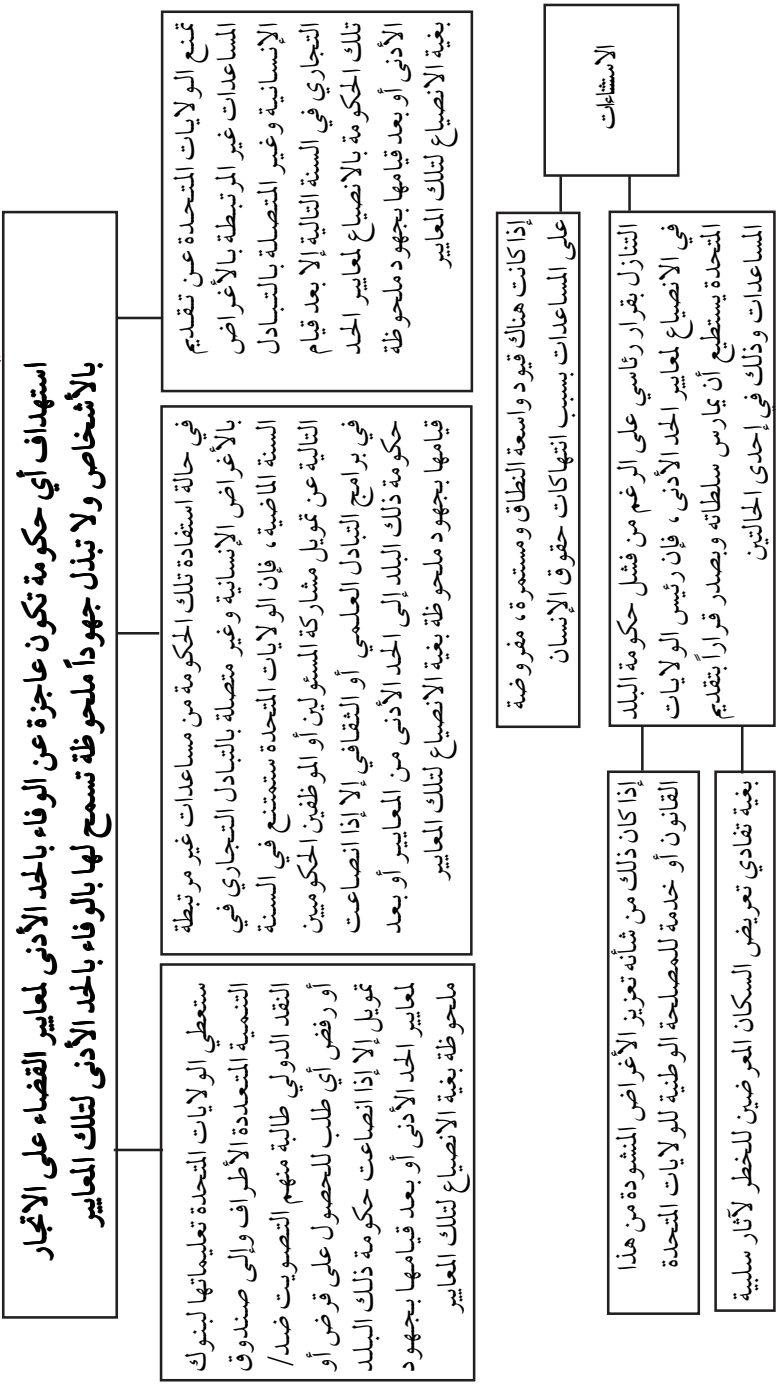 استهداف أي حكومة تكون عاجزة عن الوفاء بالحد الأدنى لمعايير القضاء على الاتجار
بالأشخاص ولا تبذل جهوداً ملحوظة تسمح لها بالوفاء بالحد الأدنى لتلك المعايير
تمنع الولايات المتحدة عن تقديم
المساعدات غير المرتبطة بالأغراض
الإنسانية وغير المتصلة بالتبادل
التجاري في السنة التالية إلا بعد قيام
تلك الحكومة بالانصياع لمعايير الحد
الأدنى أو بعد قيامها بجهود ملحوظة
بغية الانصياع لتلك المعايير
في حالة استفادة تلك الحكومة من مساعدات غير مرتبطة
بالأغراض الإنسانية وغير متصلة بالتبادل التجاري في
السنة الماضية، فإن الولايات المتحدة ستمتنع في السنة
التالية عن تمويل مشاركة المسئولين أو الموظفين الحكوميين
في برامج التبادل العلمي أو الثقافي إلا إذا انصاعت
حكومة ذلك البلد إلى الحد الأدنى من المعايير أو بعد
قيامها بجهود ملحوظة بغية الانصياع لتلك المعايير
ستعطي الولايات المتحدة تعليماتها لبنوك
التنمية المتعددة الأطراف وإلى صندوق
النقد الدولي طالبة منهم التصويت ضد/
أو رفض أي طلب للحصول على قرض أو
تمويل إلا إذا انصاعت حكومة ذلك البلد
لمعايير الحد الأدنى أو بعد قيامها بجهود
ملحوظة بغية الانصياع لتلك المعايير
الاستثناءات
إذا كانت هناك قيود واسعة النطاق ومستمرة، مفروضة
على المساعدات بسبب انتهاكات حقوق الإنسان
التنازل بقرار رئاسي على الرغم من فشل حكومة البلد
في الانصياع لمعايير الحد الأدنى، فإن رئيس الولايات
المتحدة يستطيع أن يمارس سلطاته وبصدر قراراً بتقديم
المساعدات وذلك في إحدى الحالتين
إذا كان ذلك من شأنه تعزيز الأغراض المنشودة من هذا
القانون أو خدمة للمصلحة الوطنية للولايات المتحدة
بغية تفادي تعريض السكان المعرضين للخطر لآثار سلبية